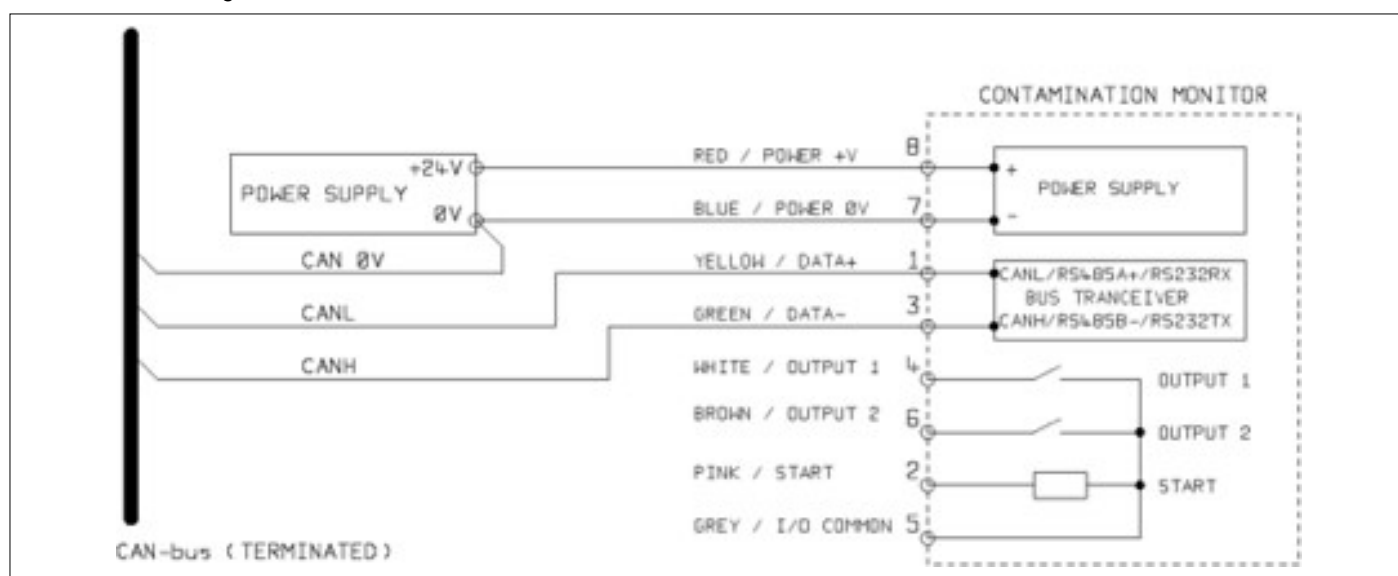 CONTAMINATION MONITOR
RED / POWER +V 8
+24V
+
POWER SUPPLY
POWER SUPPLY
0V
BLUE / POWER 0V 7
-
CAN 0V
YELLOW / DATA+ 1
CANL/RS485A+/RS232RX
BUS TRANCEIVER
CANL
GREEN / DATA- 3
CANH/RS485B-/RS232TX
CANH
WHITE / OUTPUT 1 4
OUTPUT 1
BROWN / OUTPUT 2 6
OUTPUT 2
PINK / START 2
START
GREY / I/O COMMON 5
CAN-bus (TERMINATED)